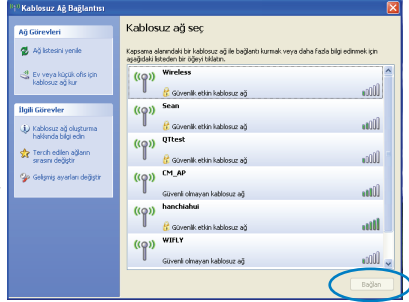 Kablosuz Ağ Bağlantısı
Ağ Görevleri
Ağ listesini yenile
Ev veya küçük ofis için
kablosuz ağ kur
İlgili Görevler
Kablosuz ağ oluşturma
hakkında bilgi edin
Tercih edilen ağların
sırasını değiştir
Gelişmiş ayarları değiştir
Kablosuz ağ seç
Kapsama alanındaki bir kablosuz ağ ile bağlantı kurmak veya daha fazla bilgi edinmek için
aşağıdaki listeden bir öğeyi tıklatın.
Wireless
Güvenlik etkin kablosuz ağ
Sean
Güvenlik etkin kablosuz ağ
QTtest
Güvenlik etkin kablosuz ağ
CM_AP
Güvenli olmayan kablosuz ağ
hanchiahui
Güvenlik etkin kablosuz ağ
WIFLY
Güvenli olmayan kablosuz ağ
Bağlan